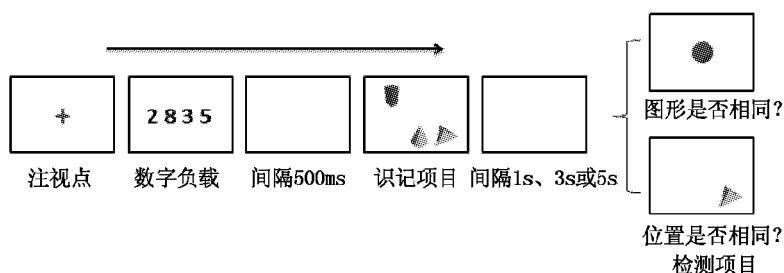 2835
注视点
数字负载
间隔500ms
识记项目
间隔1s、3s或5s
图形是否相同?
位置是否相同?
检测项目